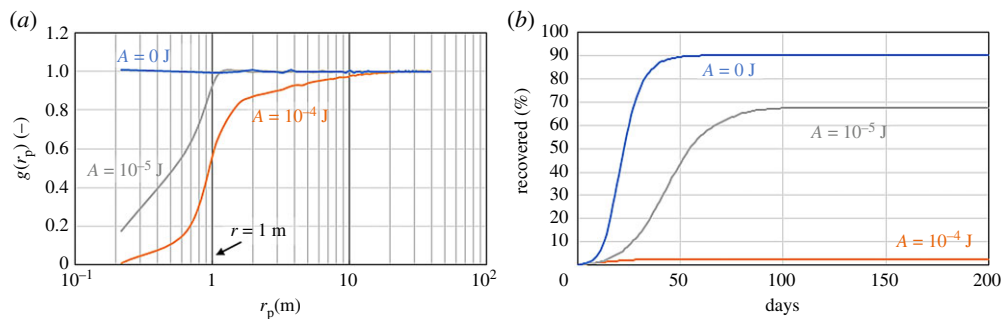 (a)
1.2
1.0
0.8
0.6
0.4
0.2
0
g(rp) (–)
A = 0 J
A = 10⁻⁴ J
A = 10⁻⁵ J
r = 1 m
10⁻¹
1
10
10²
rp(m)
(b)
100
90
80
70
60
50
40
30
20
10
recovered (%)
A = 0 J
A = 10⁻⁵ J
A = 10⁻⁴ J
0
50
100
150
200
days